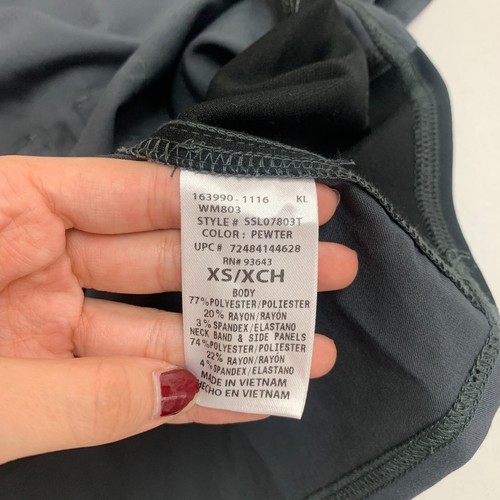 163990-1116 KL
WM803
STYLE # SSL07803T
COLOR: PEWTER
UPC# 72484144628
RN# 93643
XS/XCH
BODY
77% POLYESTER/POLIESTER
20% RAYON/RAYÓN
3% SPANDEX/ELASTANO
NECK BAND & SIDE PANELS
74% POLYESTER/POLIESTER
22% RAYON/RAYÓN
4% SPANDEX/ELASTANO
MADE IN VIETNAM
HECHO EN VIETNAM